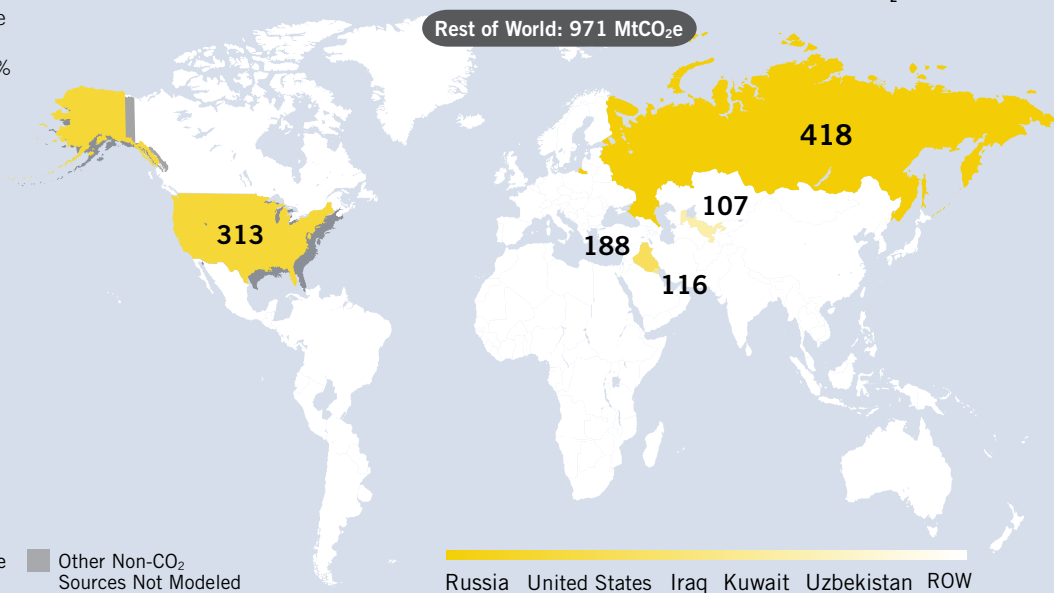 e
%
2
Rest of World: 971 MtCO₂e
418
107
313
188
116
e
Other Non-CO₂
Sources Not Modeled
Russia United States Iraq Kuwait Uzbekistan ROW